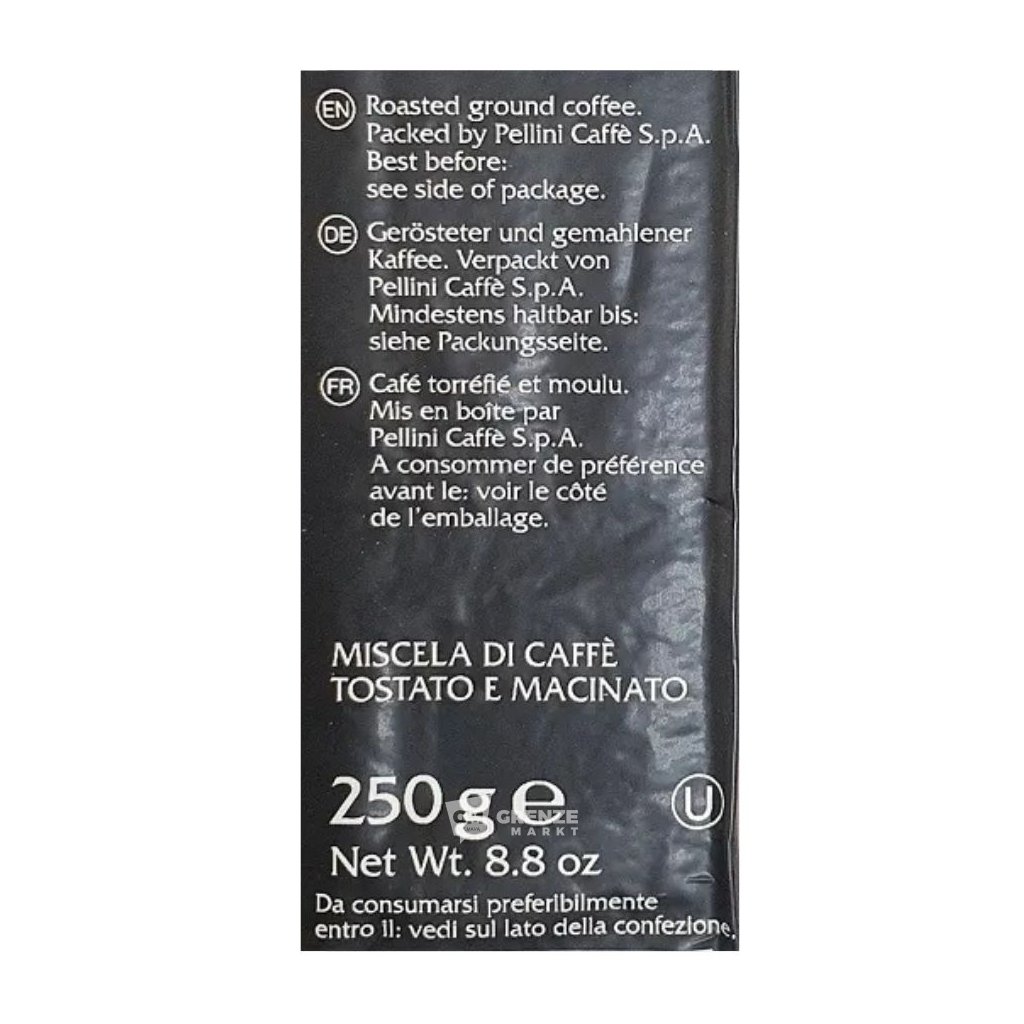 EN Roasted ground coffee.
Packed by Pellini Caffè S.p.A.
Best before:
see side of package.
DE Gerösteter und gemahlener
Kaffee. Verpackt von
Pellini Caffè S.p.A.
Mindestens haltbar bis:
siehe Packungsseite.
FR Café torréfié et moulu.
Mis en boîte par
Pellini Caffè S.p.A.
A consommer de préférence
avant le: voir le côté
de l'emballage.
MISCELA DI CAFFÈ
TOSTATO E MACINATO
250 g e U
GRENZE
MARKT
Net Wt. 8.8 oz
Da consumarsi preferibilmente
entro il: vedi sul lato della confezione.